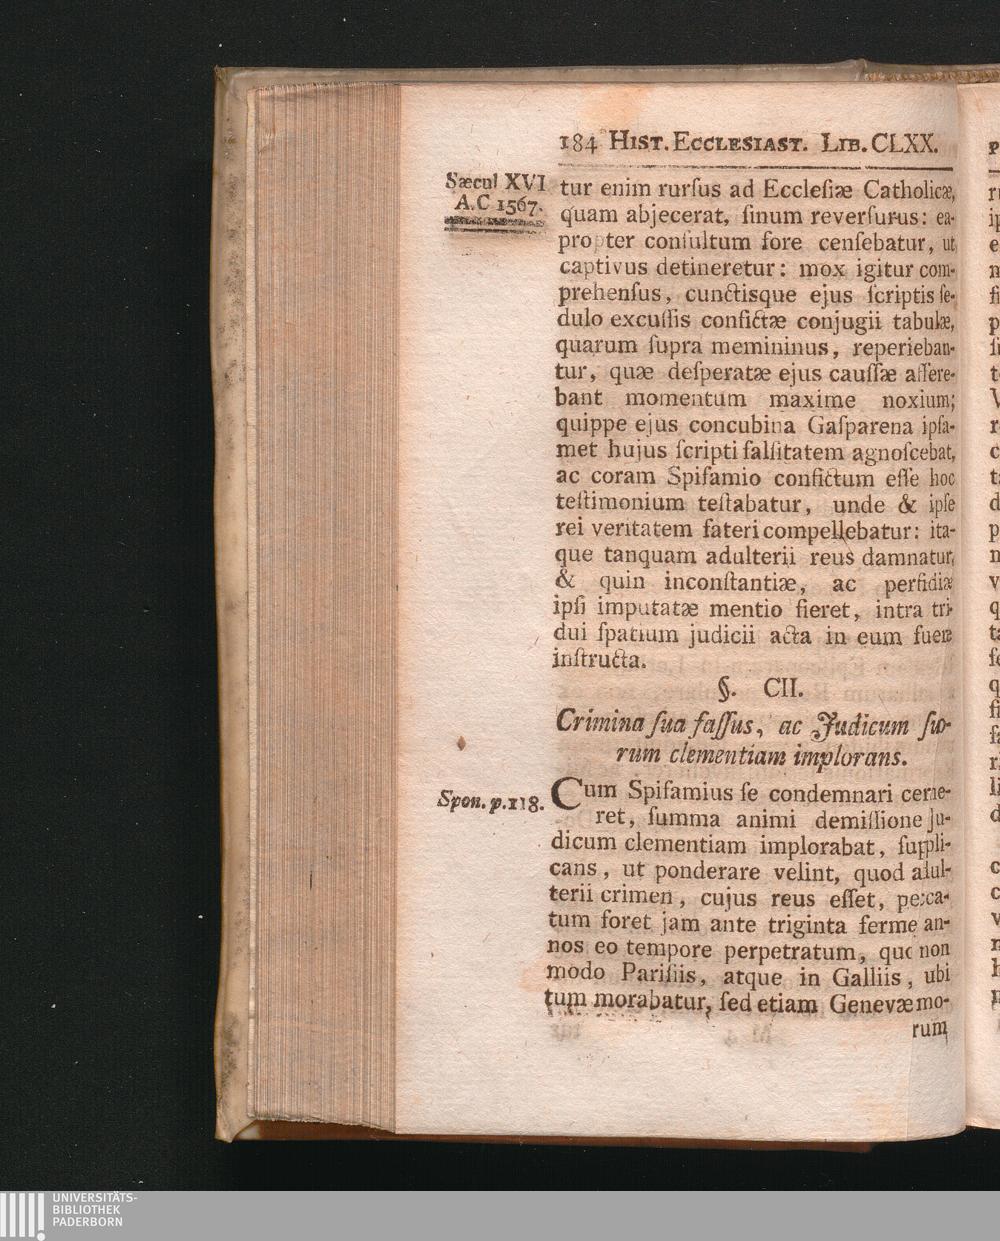 184 HIST. ECCLESIAST. LIB. CLXX.
Sæcul XVI
A.C 1567.
tur enim rurſus ad Eccleſiæ Catholicæ,
quam abjecerat, ſinum reverſurus: ea-
propter conſultum fore cenſebatur, ut
captivus detineretur: mox igitur com-
prehenſus, cunctisque ejus ſcriptis ſe-
dulo excuſſis confictæ conjugii tabulæ,
quarum ſupra memininus, reperieban-
tur, quæ deſperatæ ejus cauſſæ affere-
bant momentum maxime noxium;
quippe ejus concubina Gaſparena ipſa-
met hujus ſcripti falſitatem agnoſcebat,
ac coram Spifamio confictum eſſe hoc
teſtimonium teſtabatur, unde & ipſe
rei veritatem fateri compellebatur: ita-
que tanquam adulterii reus damnatur,
& quin inconſtantiæ, ac perfidiæ
ipſi imputatæ mentio fieret, intra tri-
dui ſpatium judicii acta in eum fuere
inſtructa.
§. CII.
Crimina ſua faſſus, ac Judicum ſuo-
rum clementiam implorans.
Spon. p.118.
Cum Spifamius ſe condemnari cerne-
ret, ſumma animi demiſſione Ju-
dicum clementiam implorabat, ſuppli-
cans, ut ponderare velint, quod adul-
terii crimen, cujus reus eſſet, pecca-
tum foret jam ante triginta ferme an-
nos eo tempore perpetratum, quo non
modo Pariſiis, atque in Galliis, ubi
tum morabatur, ſed etiam Genevæ mo-
rum
UNIVERSITÄTS-
BIBLIOTHEK
PADERBORN